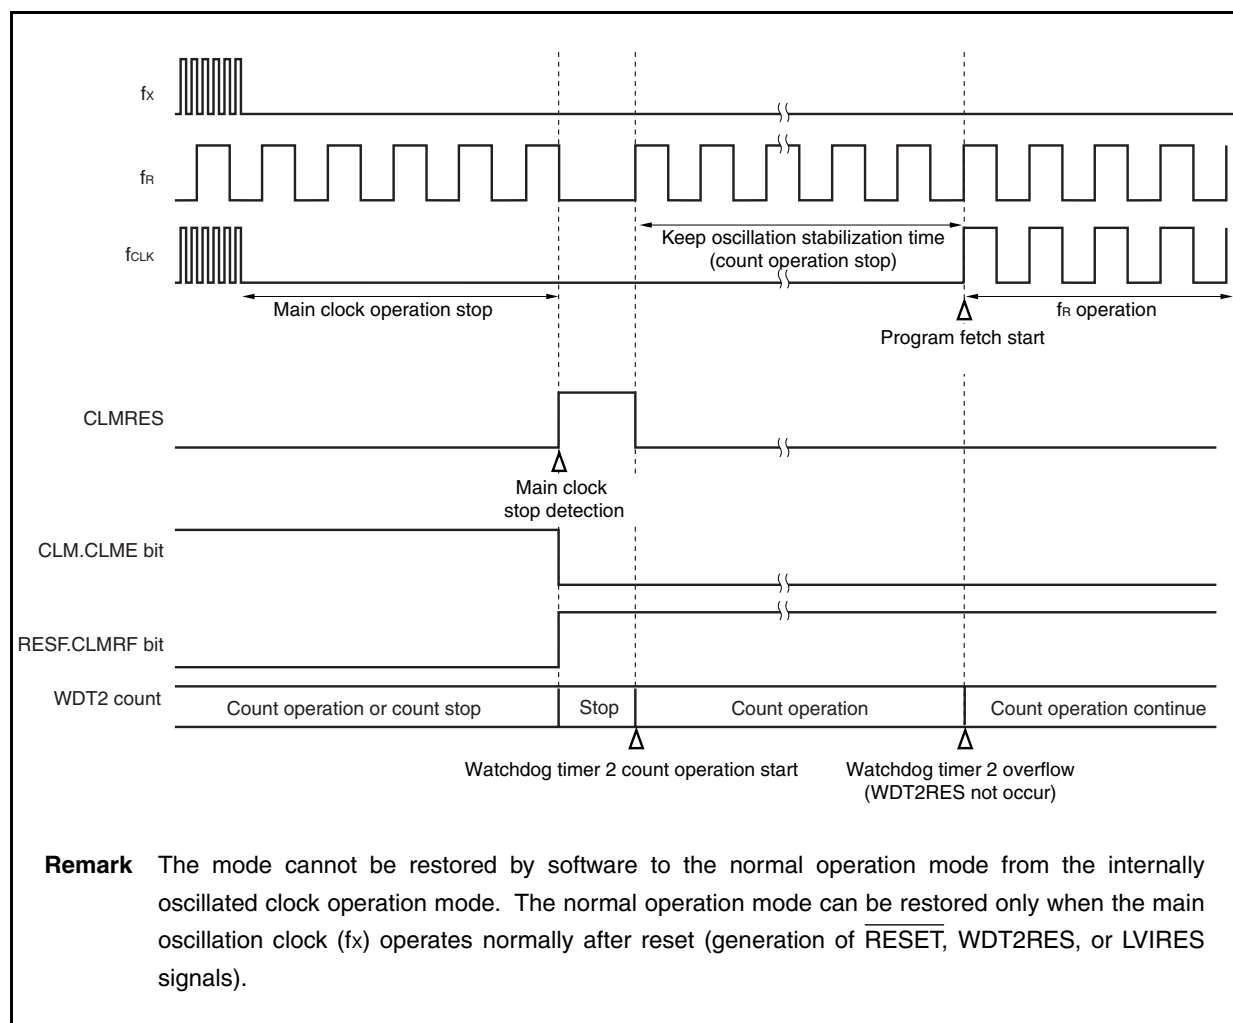 fX
fR
Keep oscillation stabilization time
(count operation stop)
fCLK
Main clock operation stop
fR operation
Program fetch start
CLMRES
Main clock
stop detection
CLM.CLME bit
RESF.CLMRF bit
WDT2 count
Count operation or count stop
Stop
Count operation
Count operation continue
Watchdog timer 2 count operation start
Watchdog timer 2 overflow
(WDT2RES not occur)
Remark The mode cannot be restored by software to the normal operation mode from the internally
oscillated clock operation mode. The normal operation mode can be restored only when the main
oscillation clock (fX) operates normally after reset (generation of RESET, WDT2RES, or LVIRES
signals).